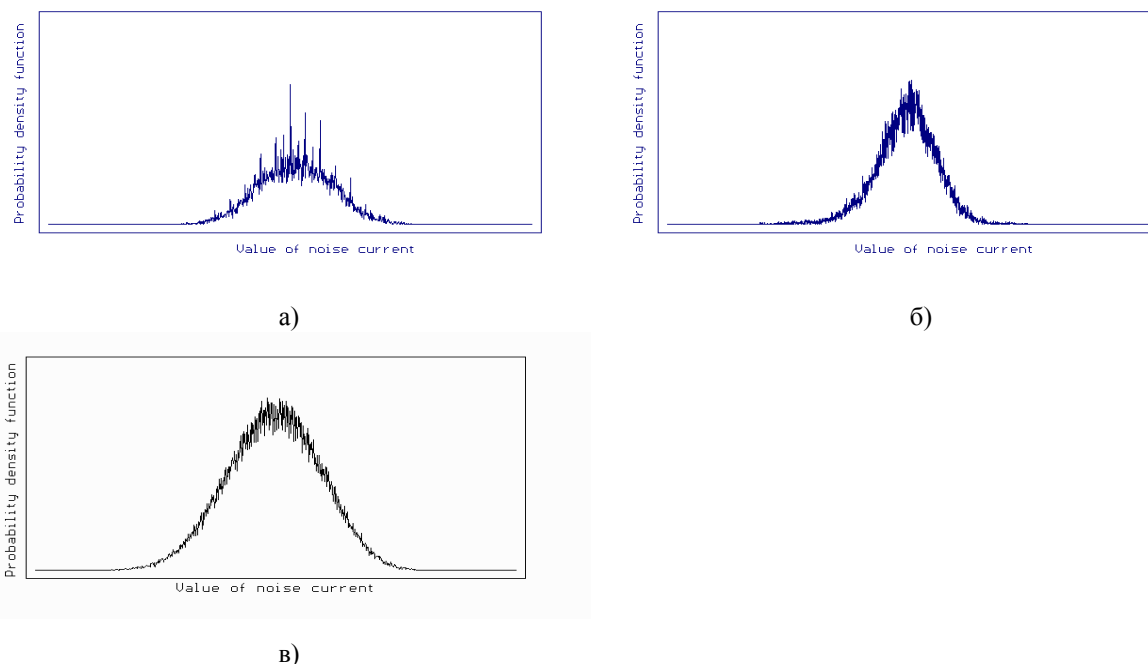 Probability density function
Value of noise current
а)
Probability density function
Value of noise current
б)
Probability density function
Value of noise current
в)